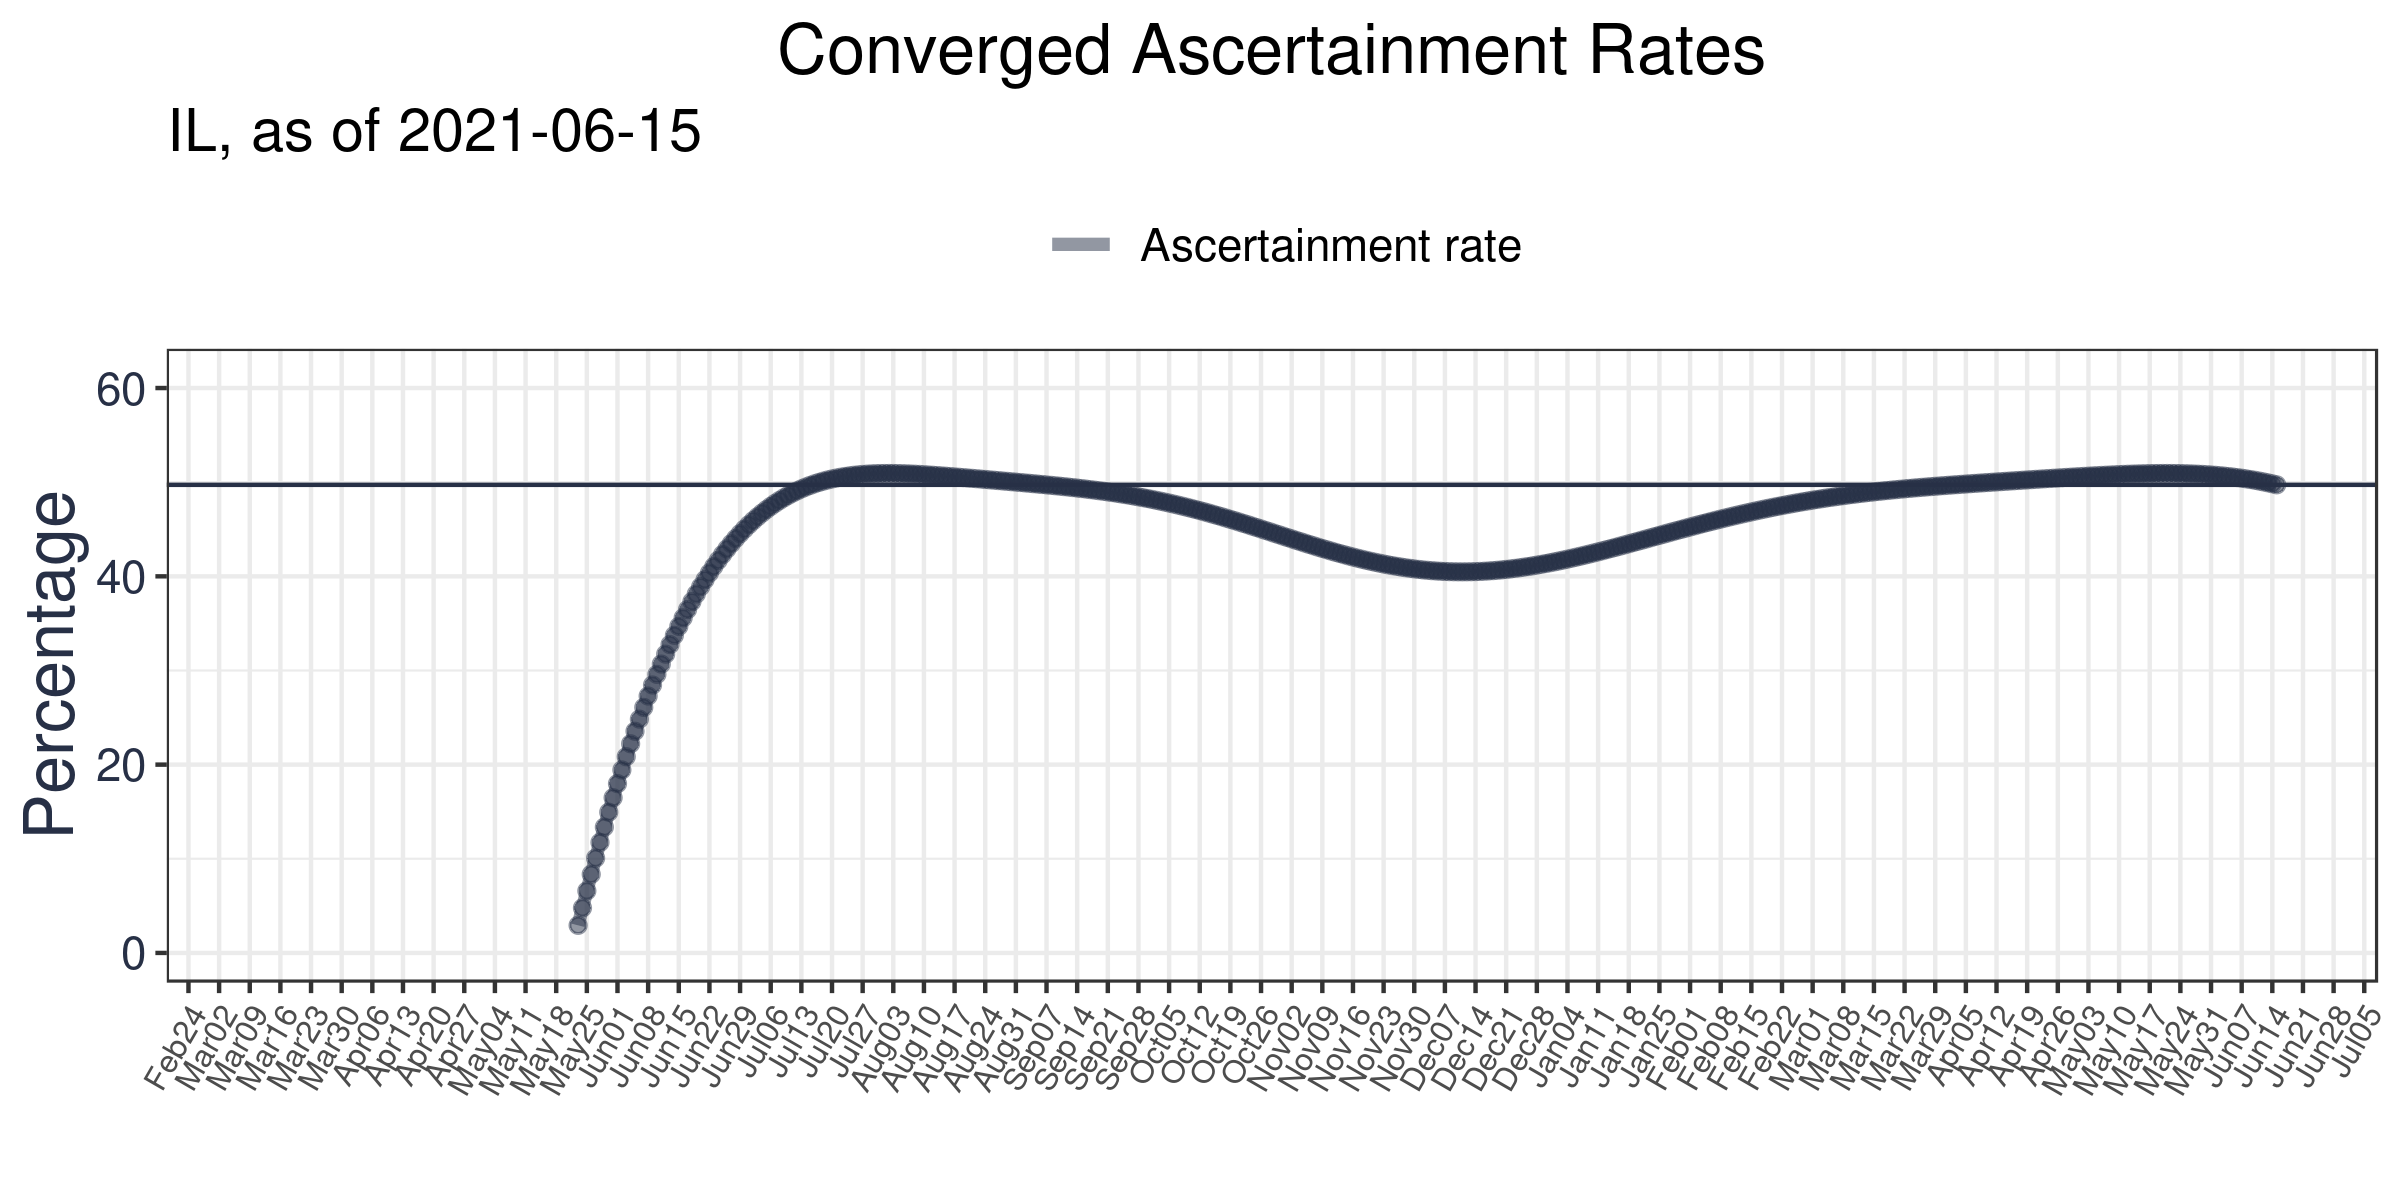 Converged Ascertainment Rates
IL, as of 2021-06-15
Ascertainment rate
Percentage
60
40
20
0
Feb24 Mar02 Mar09 Mar16 Mar23 Mar30 Apr06 Apr13 Apr20 Apr27 May04 May11 May18 May25 Jun01 Jun08 Jun15 Jun22 Jun29 Jul06 Jul13 Jul20 Jul27 Aug03 Aug10 Aug17 Aug24 Aug31 Sep07 Sep14 Sep21 Sep28 Oct05 Oct12 Oct19 Oct26 Nov02 Nov09 Nov16 Nov23 Nov30 Dec07 Dec14 Dec21 Dec28 Jan04 Jan11 Jan18 Jan25 Feb01 Feb08 Feb15 Feb22 Mar01 Mar08 Mar15 Mar22 Mar29 Apr05 Apr12 Apr19 Apr26 May03 May10 May17 May24 May31 Jun07 Jun14 Jun21 Jun28 Jul05